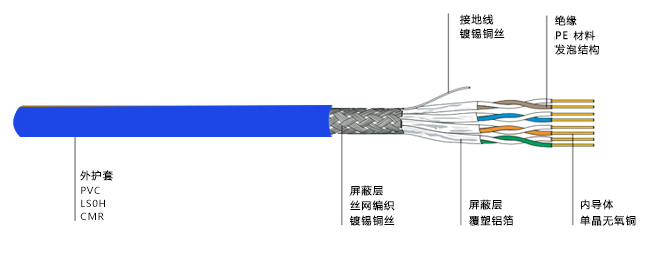 接地线
镀锡铜丝
绝缘
PE 材料
发泡结构
外护套
PVC
LS0H
CMR
屏蔽层
丝网编织
镀锡铜丝
屏蔽层
覆塑铝箔
内导体
单晶无氧铜